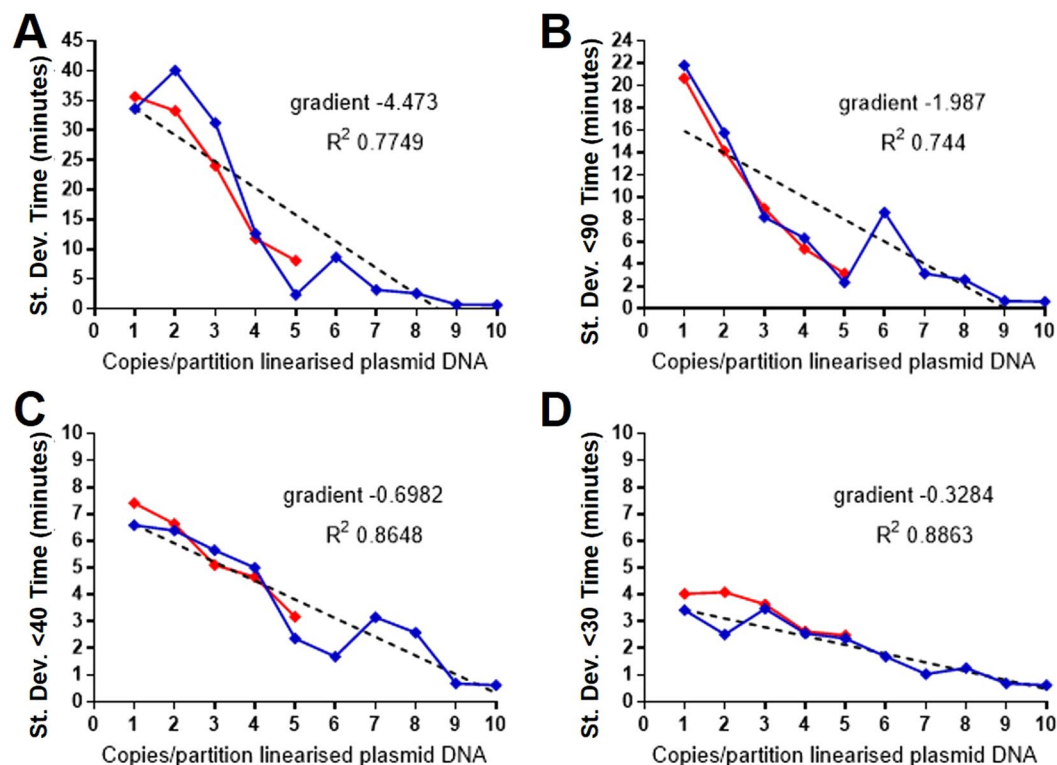 A
St. Dev. Time (minutes)
45
40
35
30
25
20
15
10
5
0
gradient -4.473
R² 0.7749
0 1 2 3 4 5 6 7 8 9 10
Copies/partition linearised plasmid DNA
B
St. Dev. <90 Time (minutes)
24
22
20
18
16
14
12
10
8
6
4
2
0
gradient -1.987
R² 0.744
0 1 2 3 4 5 6 7 8 9 10
Copies/partition linearised plasmid DNA
C
St. Dev. <40 Time (minutes)
10
9
8
7
6
5
4
3
2
1
0
gradient -0.6982
R² 0.8648
0 1 2 3 4 5 6 7 8 9 10
Copies/partition linearised plasmid DNA
D
St. Dev. <30 Time (minutes)
10
9
8
7
6
5
4
3
2
1
0
gradient -0.3284
R² 0.8863
0 1 2 3 4 5 6 7 8 9 10
Copies/partition linearised plasmid DNA